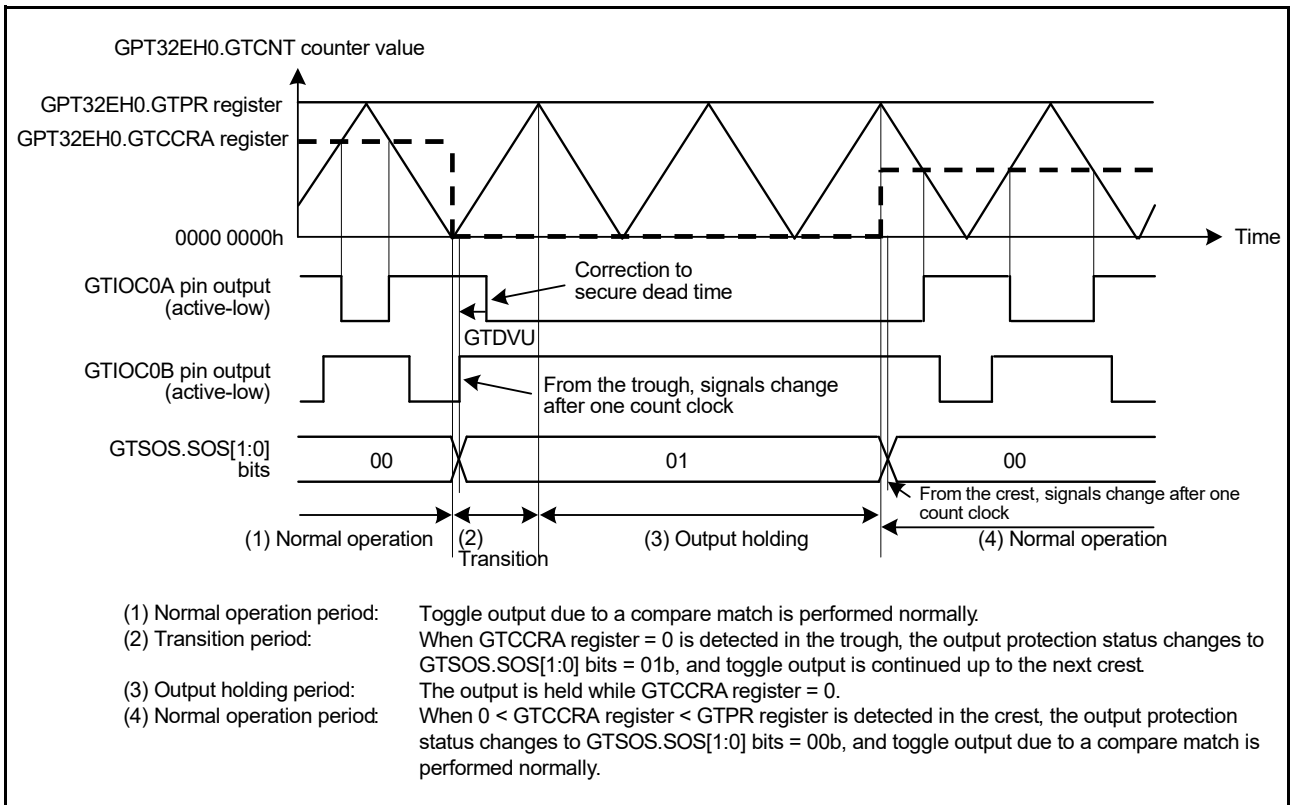 GPT32EH0.GTCNT counter value
GPT32EH0.GTPR register
GPT32EH0.GTCCRA register
0000 0000h
Time
GTIOC0A pin output
(active-low)
Correction to
secure dead time
GTDVU
GTIOC0B pin output
(active-low)
From the trough, signals change
after one count clock
GTSOS.SOS[1:0]
bits
00
01
00
From the crest, signals change after one
count clock
(1) Normal operation
(2)
Transition
(3) Output holding
(4) Normal operation
(1) Normal operation period: Toggle output due to a compare match is performed normally.
(2) Transition period: When GTCCRA register = 0 is detected in the trough, the output protection status changes to
GTSOS.SOS[1:0] bits = 01b, and toggle output is continued up to the next crest.
(3) Output holding period: The output is held while GTCCRA register = 0.
(4) Normal operation period: When 0 < GTCCRA register < GTPR register is detected in the crest, the output protection
status changes to GTSOS.SOS[1:0] bits = 00b, and toggle output due to a compare match is
performed normally.